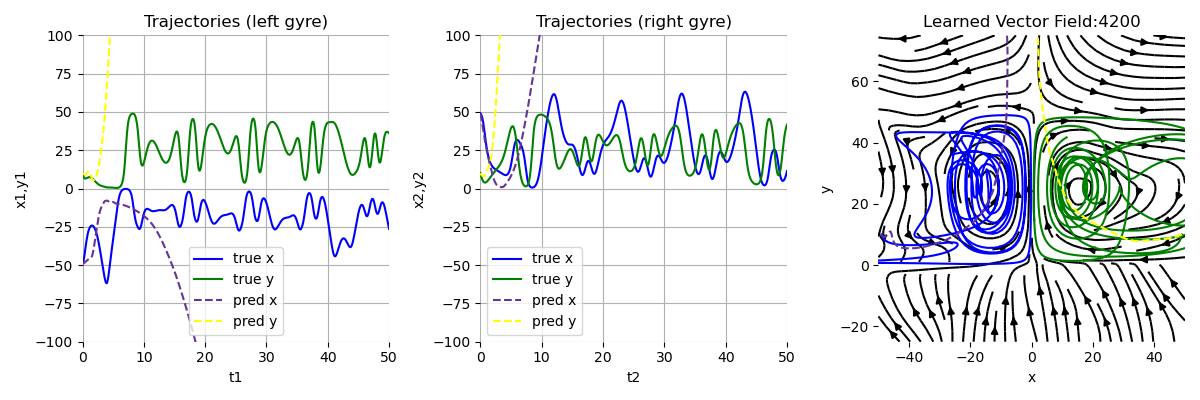 Trajectories (left gyre)
100
75
50
25
0
−25
−50
−75
−100
x1,y1
0
10
20
30
40
50
t1
true x
true y
pred x
pred y
Trajectories (right gyre)
100
75
50
25
0
−25
−50
−75
−100
x2,y2
0
10
20
30
40
50
t2
true x
true y
pred x
pred y
Learned Vector Field:4200
60
40
20
0
−20
y
−40
−20
0
20
40
x